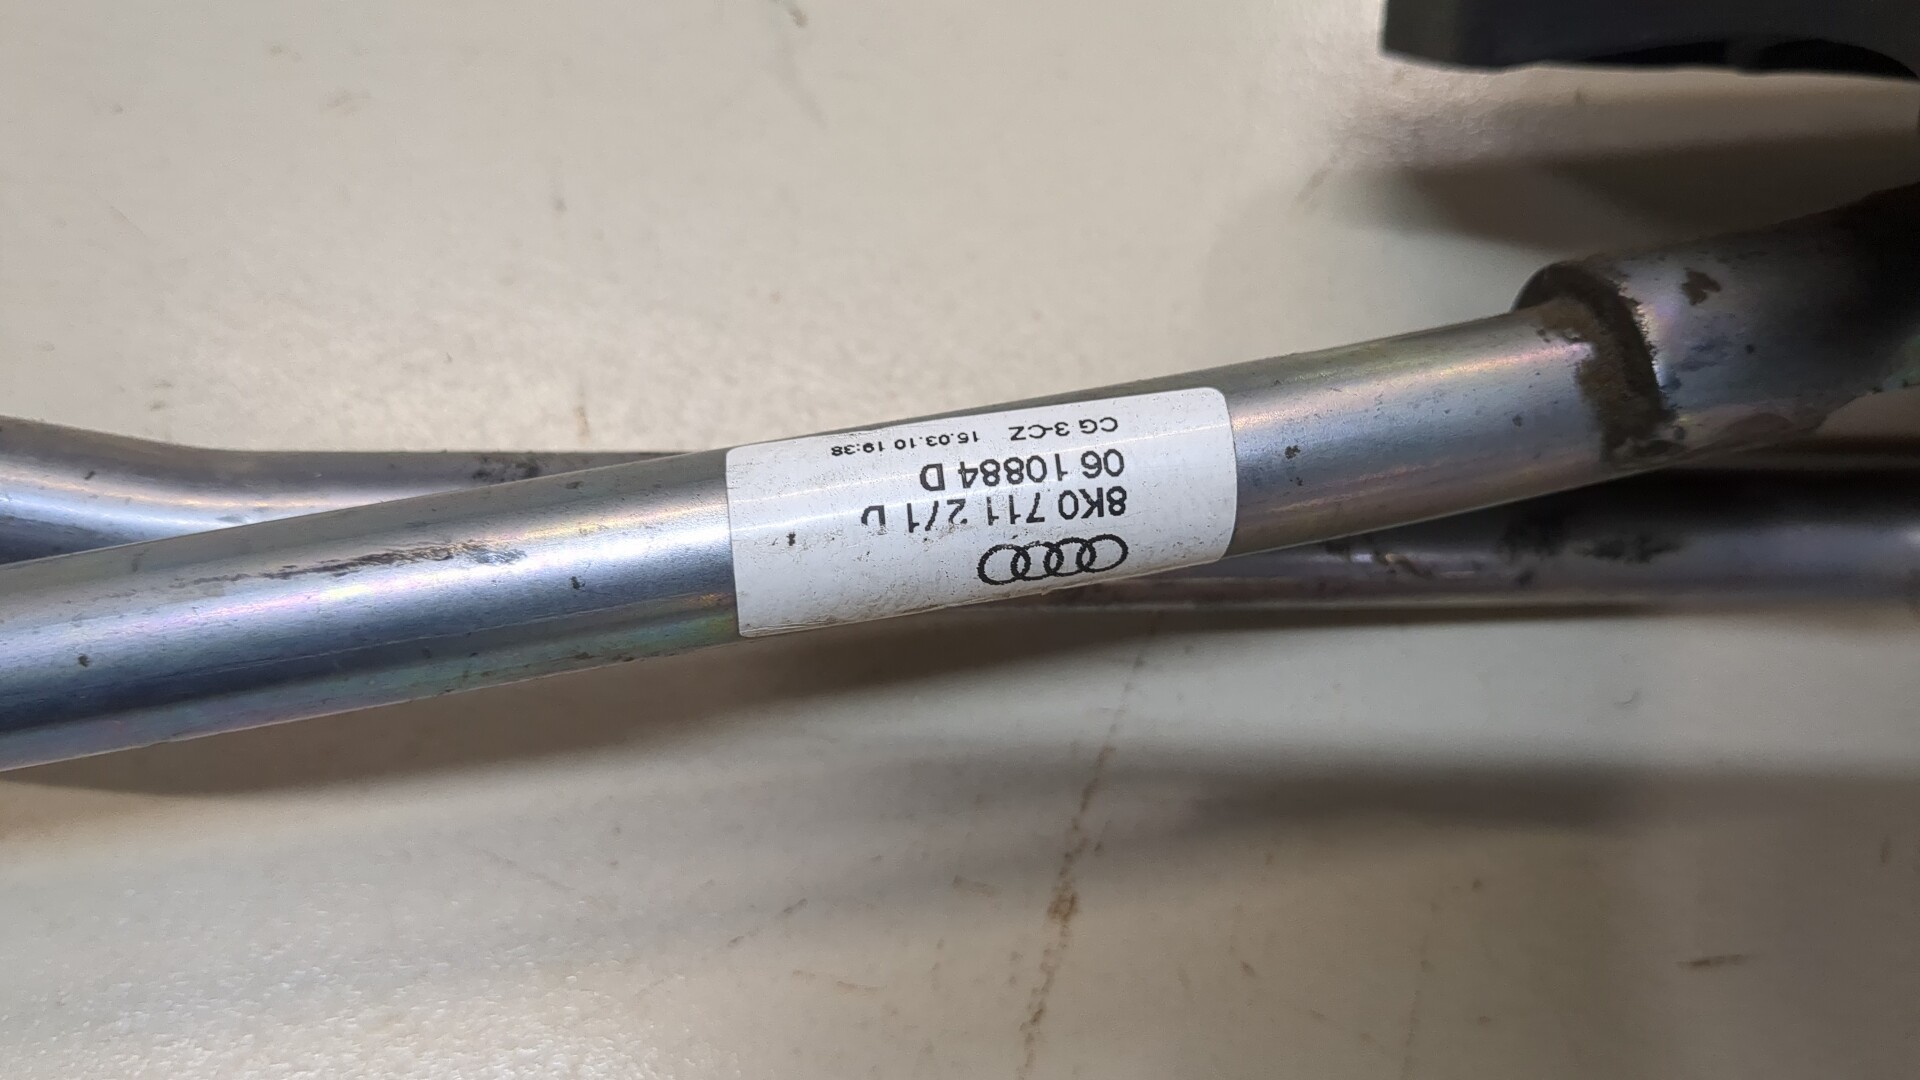 8K0 711 271 D
06 10884 D
CG 3-CZ 15.03.10 19:38